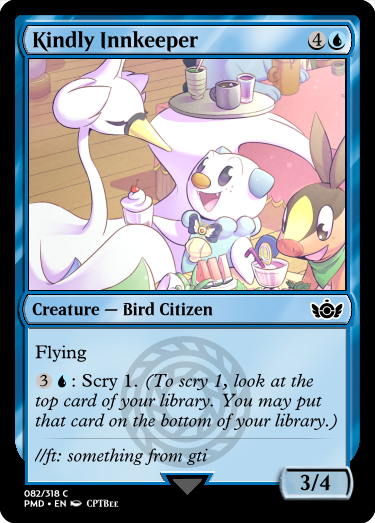 Kindly Innkeeper 4
Creature — Bird Citizen
Flying
3 : Scry 1. (To scry 1, look at the
top card of your library. You may put
that card on the bottom of your library.)
//ft: something from gti
3/4
082/318 C
PMD • EN CPTBee